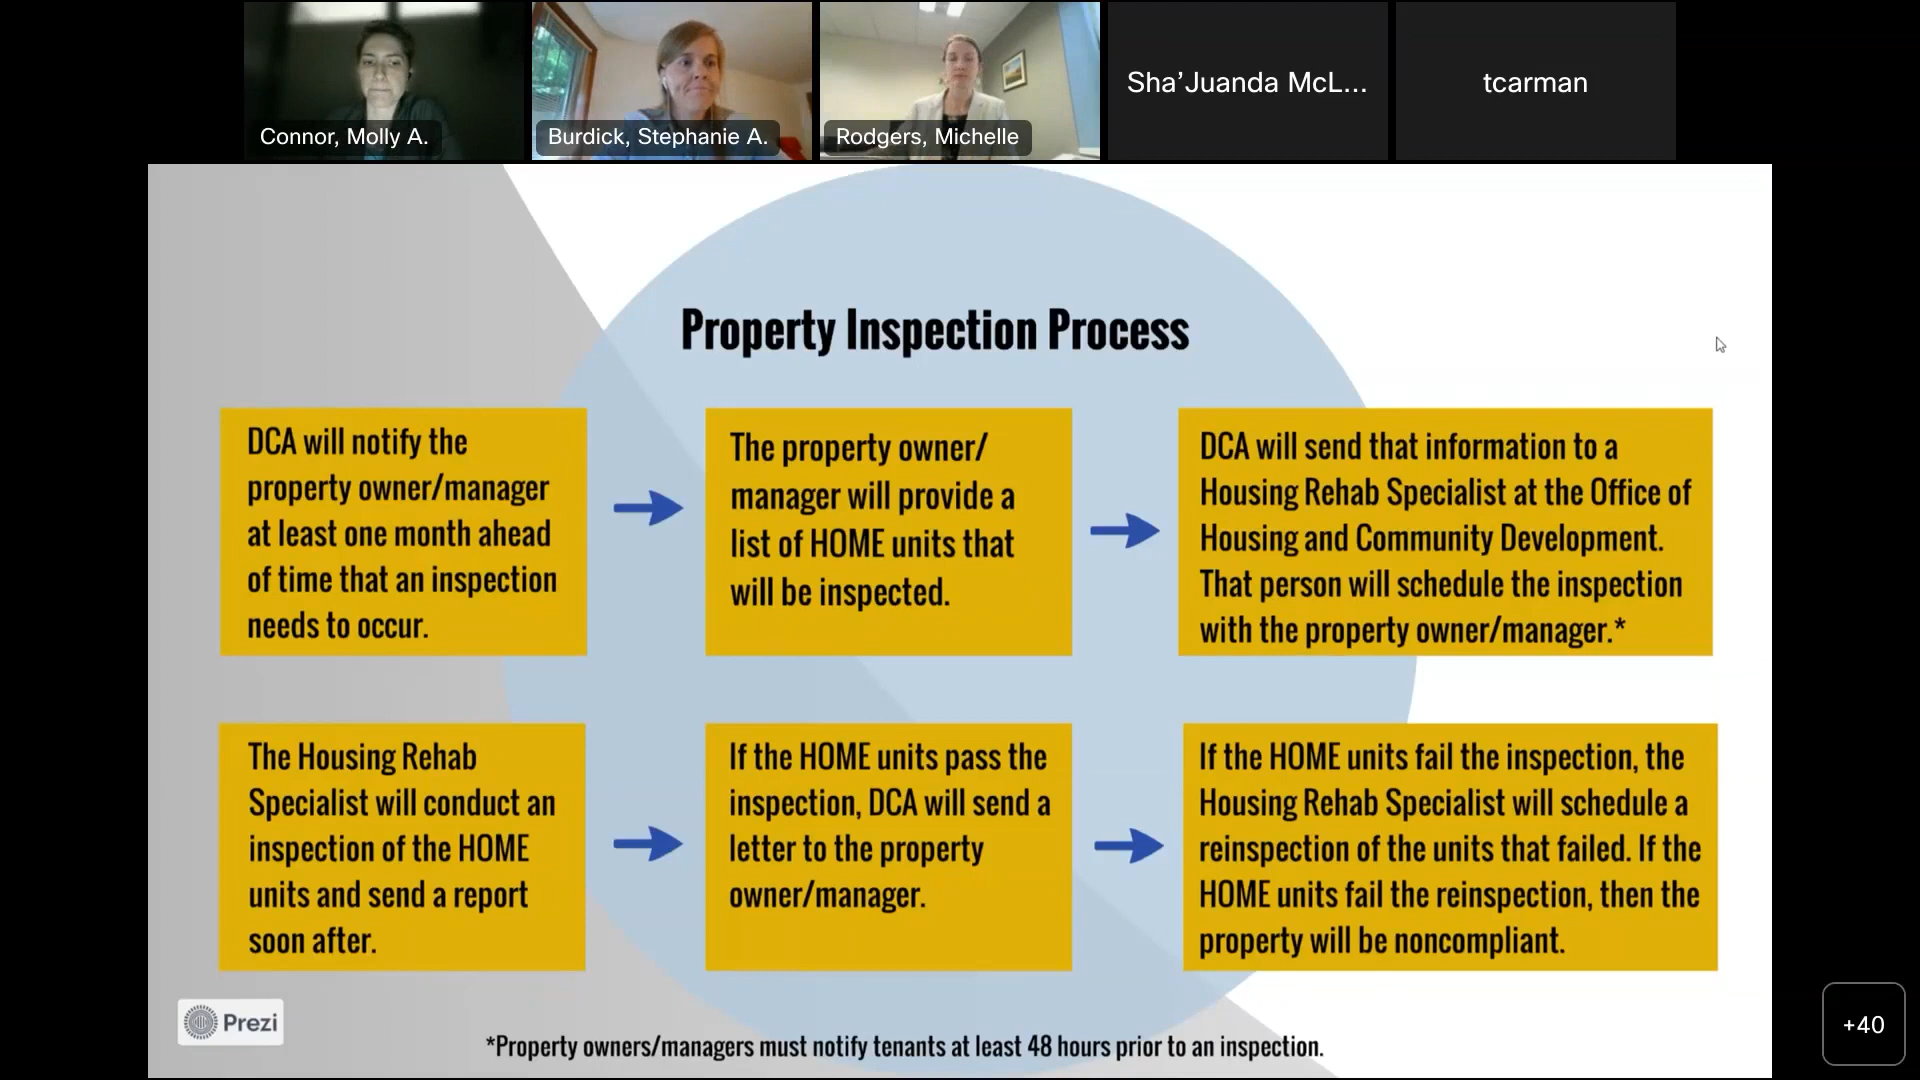 Connor, Molly A.
Burdick, Stephanie A.
Rodgers, Michelle
Sha’Juanda McL...
tcarman
Property Inspection Process
DCA will notify the
property owner/manager
at least one month ahead
of time that an inspection
needs to occur.
The property owner/
manager will provide a
list of HOME units that
will be inspected.
DCA will send that information to a
Housing Rehab Specialist at the Office of
Housing and Community Development.
That person will schedule the inspection
with the property owner/manager.*
The Housing Rehab
Specialist will conduct an
inspection of the HOME
units and send a report
soon after.
If the HOME units pass the
inspection, DCA will send a
letter to the property
owner/manager.
If the HOME units fail the inspection, the
Housing Rehab Specialist will schedule a
reinspection of the units that failed. If the
HOME units fail the reinspection, then the
property will be noncompliant.
Prezi
*Property owners/managers must notify tenants at least 48 hours prior to an inspection.
+40